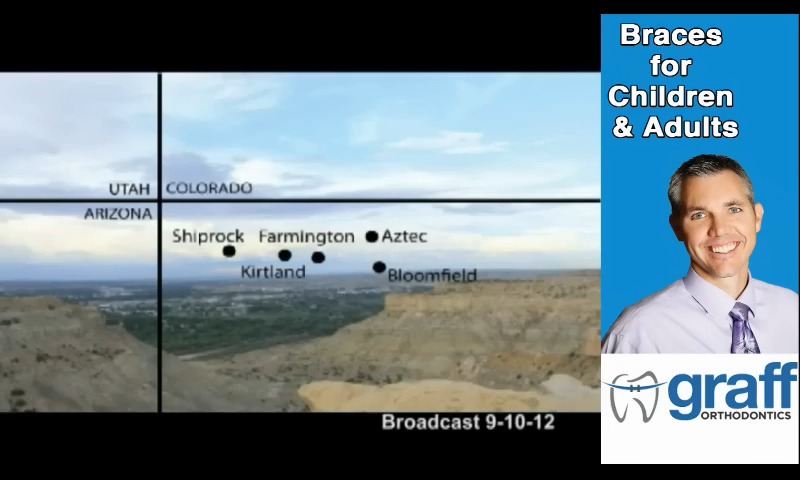 UTAH COLORADO
ARIZONA
Shiprock Farmington Aztec
Kirtland Bloomfield
Broadcast 9-10-12
Braces
for
Children
& Adults
graff
ORTHODONTICS